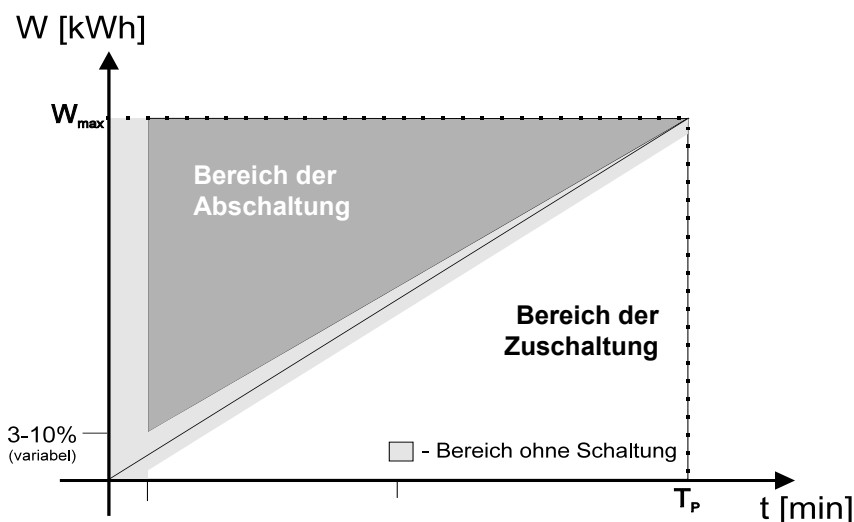 W [kWh]
Wmax
Bereich der
Abschaltung
Bereich der
Zuschaltung
3-10%
(variabel)
- Bereich ohne Schaltung
TP
t [min]